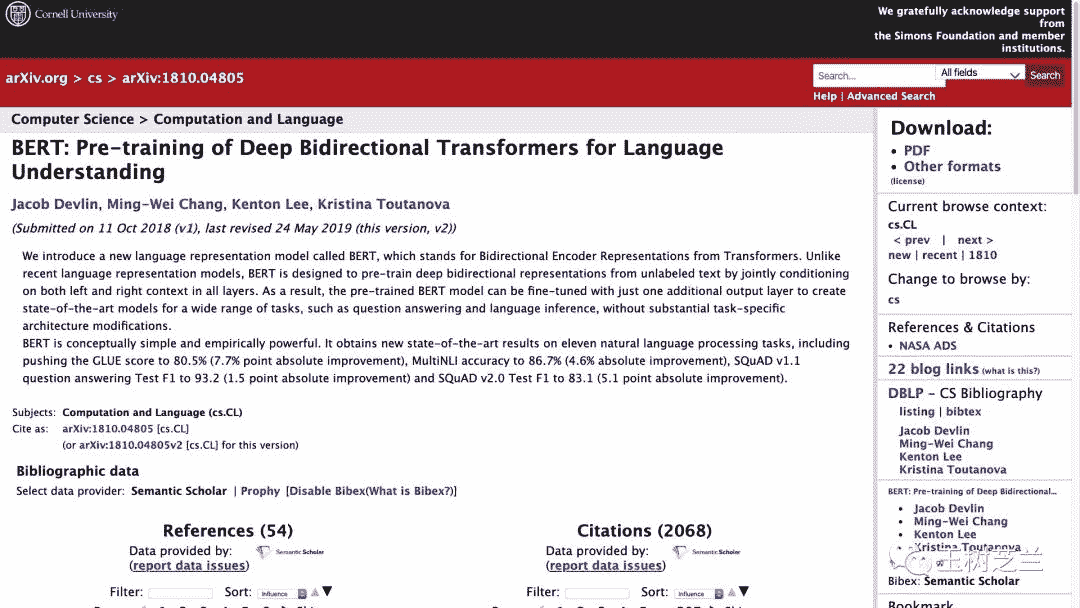 Cornell University
We gratefully acknowledge support
from
the Simons Foundation and member
institutions.
arXiv.org > cs > arXiv:1810.04805
Search...
All fields
Search
Help | Advanced Search
Computer Science > Computation and Language
BERT: Pre-training of Deep Bidirectional Transformers for Language
Understanding
Jacob Devlin, Ming-Wei Chang, Kenton Lee, Kristina Toutanova
(Submitted on 11 Oct 2018 (v1), last revised 24 May 2019 (this version, v2))
We introduce a new language representation model called BERT, which stands for Bidirectional Encoder Representations from Transformers. Unlike
recent language representation models, BERT is designed to pre-train deep bidirectional representations from unlabeled text by jointly conditioning
on both left and right context in all layers. As a result, the pre-trained BERT model can be fine-tuned with just one additional output layer to create
state-of-the-art models for a wide range of tasks, such as question answering and language inference, without substantial task-specific
architecture modifications.
BERT is conceptually simple and empirically powerful. It obtains new state-of-the-art results on eleven natural language processing tasks, including
pushing the GLUE score to 80.5% (7.7% point absolute improvement), MultiNLI accuracy to 86.7% (4.6% absolute improvement), SQuAD v1.1
question answering Test F1 to 93.2 (1.5 point absolute improvement) and SQuAD v2.0 Test F1 to 83.1 (5.1 point absolute improvement).
Subjects: Computation and Language (cs.CL)
Cite as: arXiv:1810.04805 [cs.CL]
(or arXiv:1810.04805v2 [cs.CL] for this version)
Bibliographic data
Select data provider: Semantic Scholar | Prophy [Disable Bibex(What is Bibex?)]
References (54)
Data provided by: Semantic Scholar
(report data issues)
Filter: Sort: Influence
Citations (2068)
Data provided by: Semantic Scholar
(report data issues)
Filter: Sort: Influence
Download:
PDF
Other formats
(license)
Current browse context:
cs.CL
< prev | next >
new | recent | 1810
Change to browse by:
cs
References & Citations
NASA ADS
22 blog links (what is this?)
DBLP - CS Bibliography
listing | bibtex
Jacob Devlin
Ming-Wei Chang
Kenton Lee
Kristina Toutanova
BERT: Pre-training of Deep Bidirectional...
Jacob Devlin
Ming-Wei Chang
Kenton Lee
Kristina Toutanova
玉树芝兰
Bibex: Semantic Scholar
Bookmark